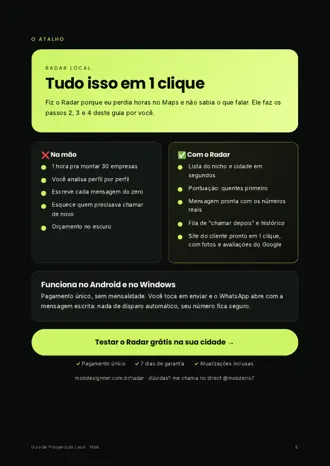 O ATALHO
RADAR LOCAL
Tudo isso em 1 clique
Fiz o Radar porque eu perdia horas no Maps e não sabia o que falar. Ele faz os
passos 2, 3 e 4 deste guia por você.
❌ Na mão
1 hora pra montar 30 empresas
Você analisa perfil por perfil
Escreve cada mensagem do zero
Esquece quem precisava chamar
de novo
Orçamento no escuro
✅ Com o Radar
Lista do nicho e cidade em
segundos
Pontuação: quentes primeiro
Mensagem pronta com os números
reais
Fila de "chamar depois" e histórico
Site do cliente pronto em 1 clique,
com fotos e avaliações do Google
Funciona no Android e no Windows
Pagamento único, sem mensalidade. Você toca em enviar e o WhatsApp abre com a
mensagem escrita: nada de disparo automático, seu número fica seguro.
Testar o Radar grátis na sua cidade →
✓ Pagamento único ✓ 7 dias de garantia ✓ Atualizações inclusas
mobdesignner.com.br/radar · dúvidas? me chama no direct @mobzeiro7
Guia de Prospecção Local · Mobi